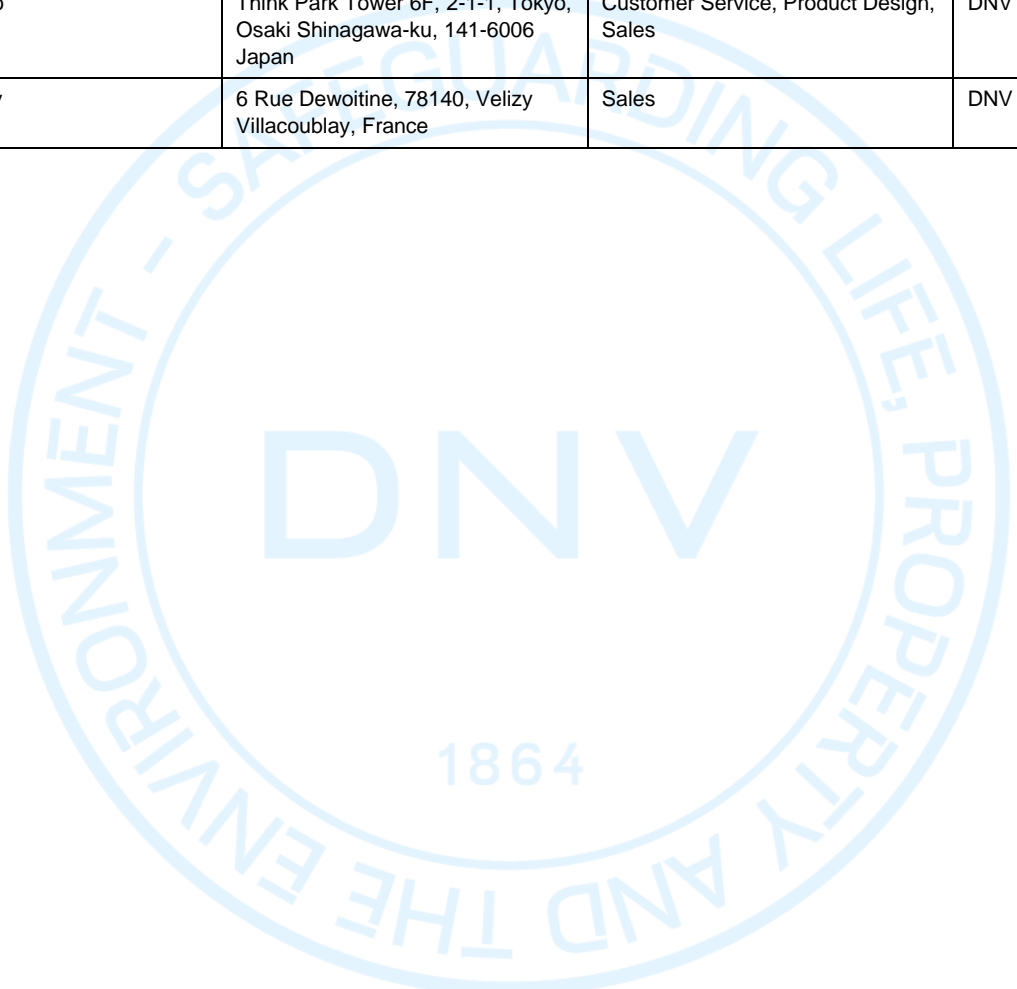 Think Park Tower 6F, 2-1-1, Tokyo,
Osaki Shinagawa-ku, 141-6006
Japan
Customer Service, Product Design,
Sales
DNV
6 Rue Dewoitine, 78140, Velizy
Villacoublay, France
Sales
DNV
SAFEGUARDING LIFE, PROPERTY AND THE ENVIRONMENT -
DNV
1864